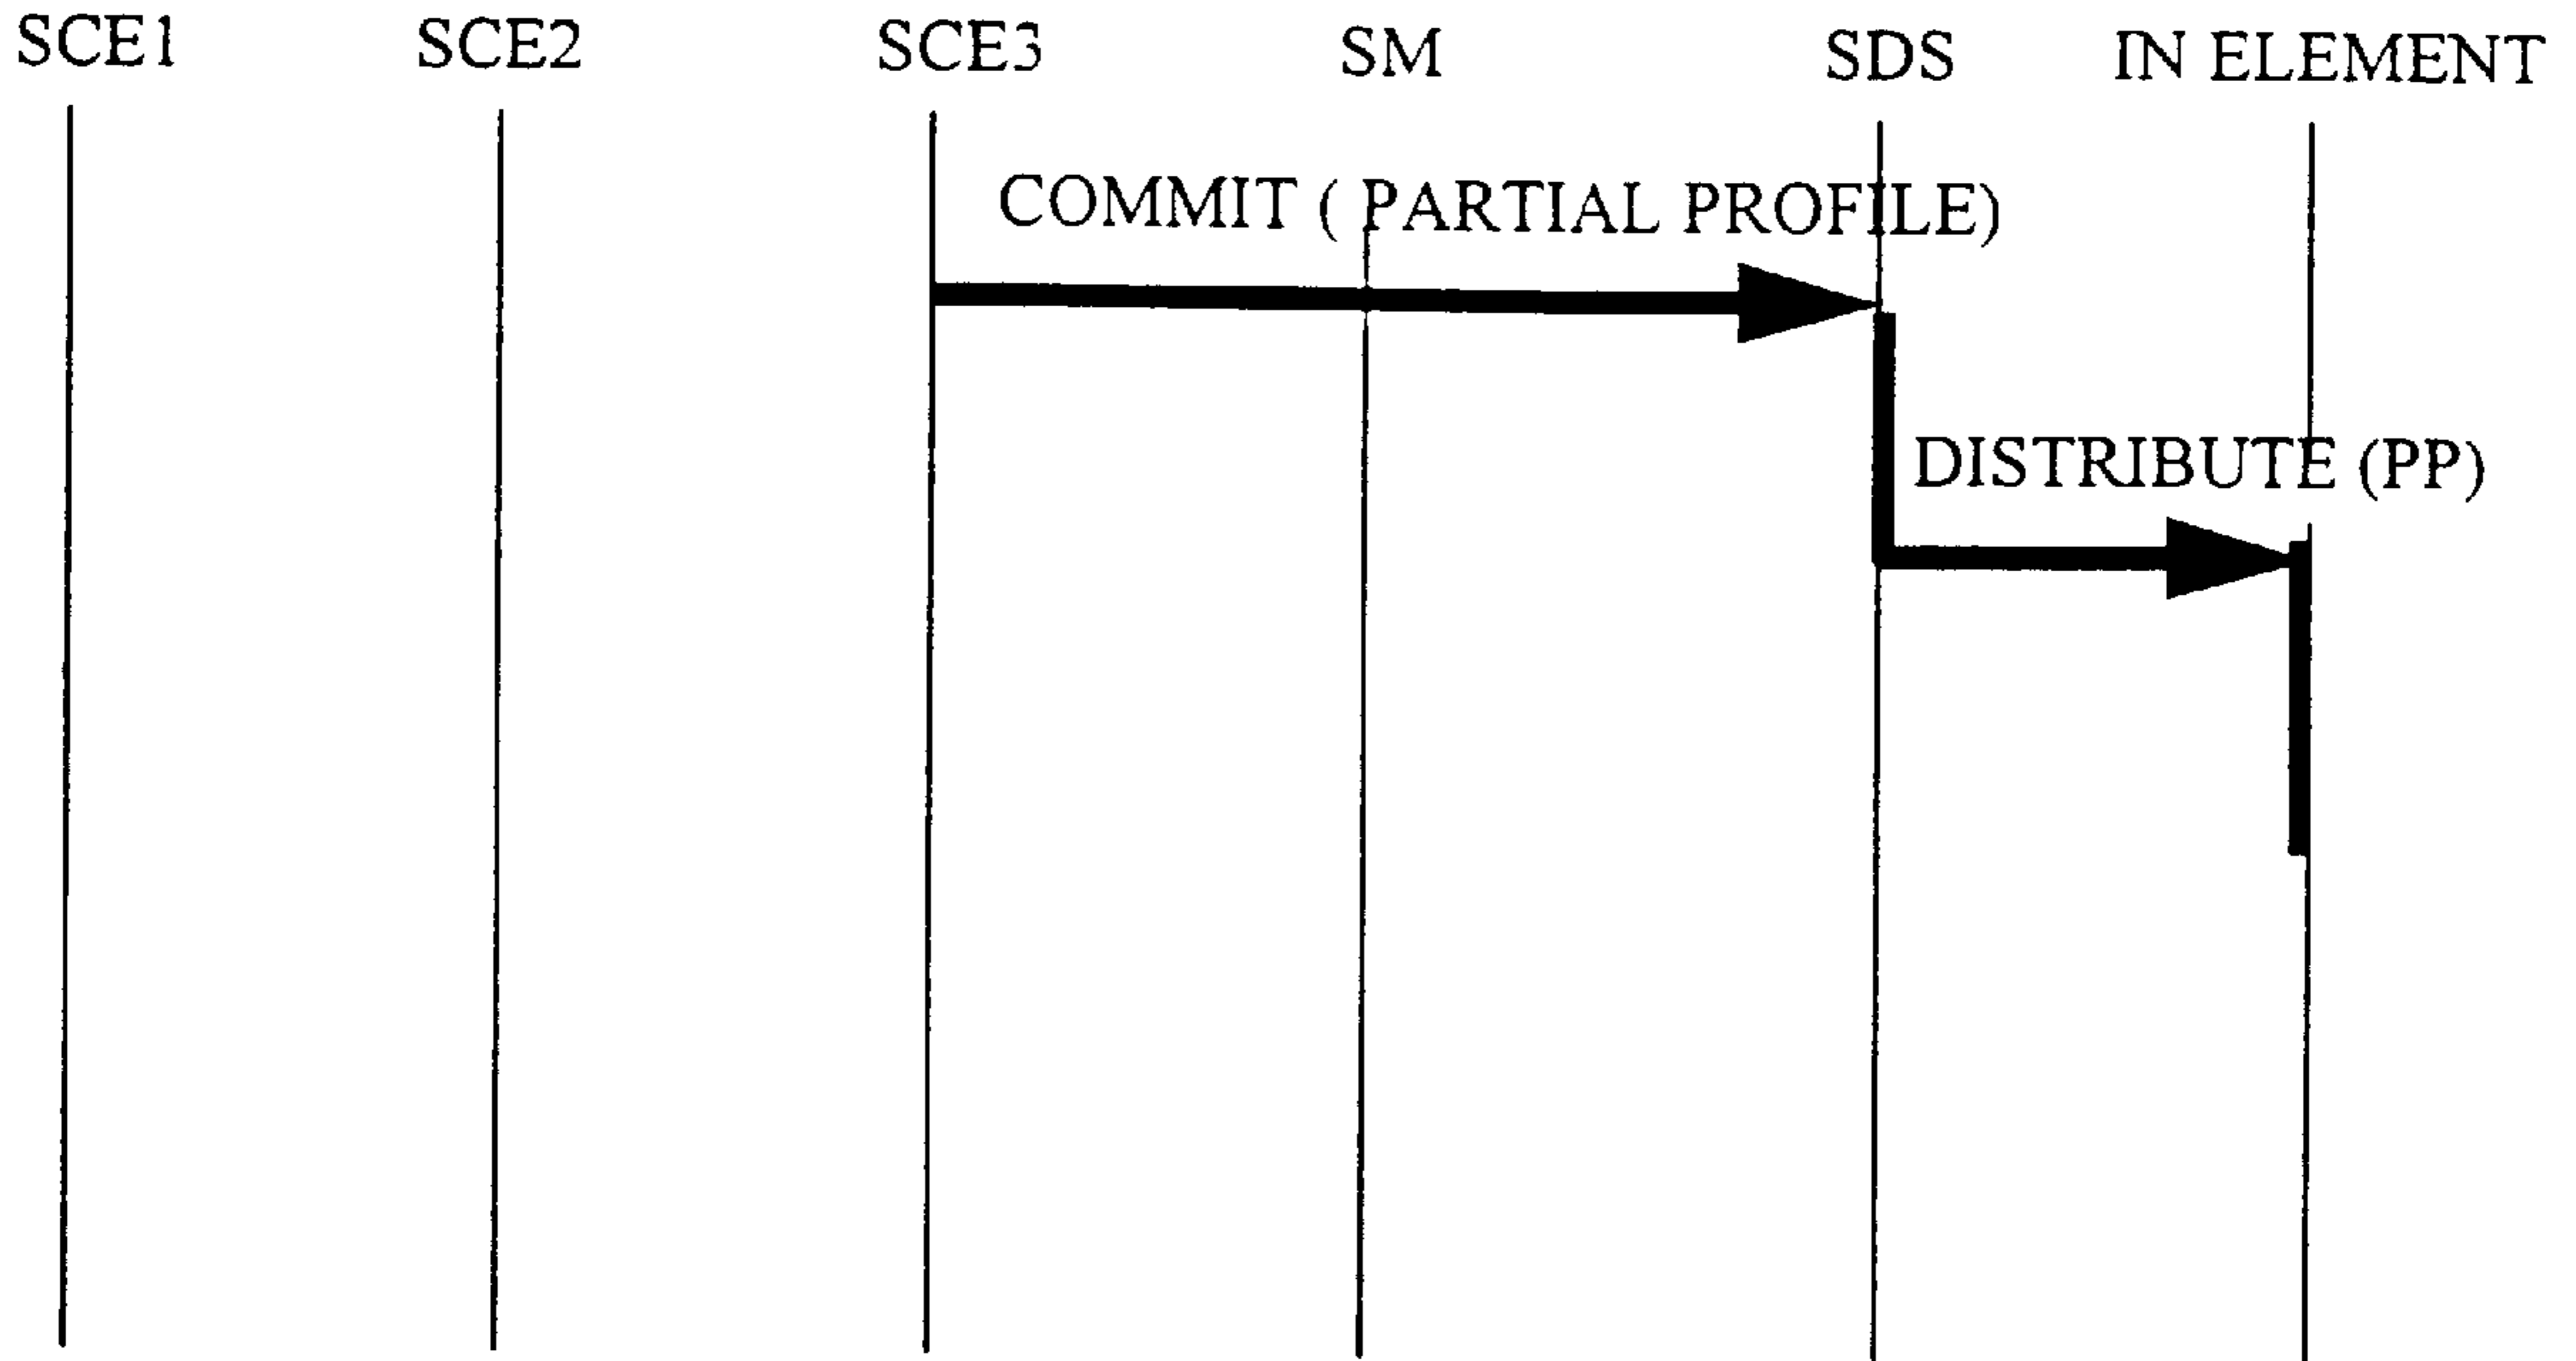 SCE1 SCE2 SCE3 SM SDS IN ELEMENT
COMMIT ( PARTIAL PROFILE)
DISTRIBUTE (PP)